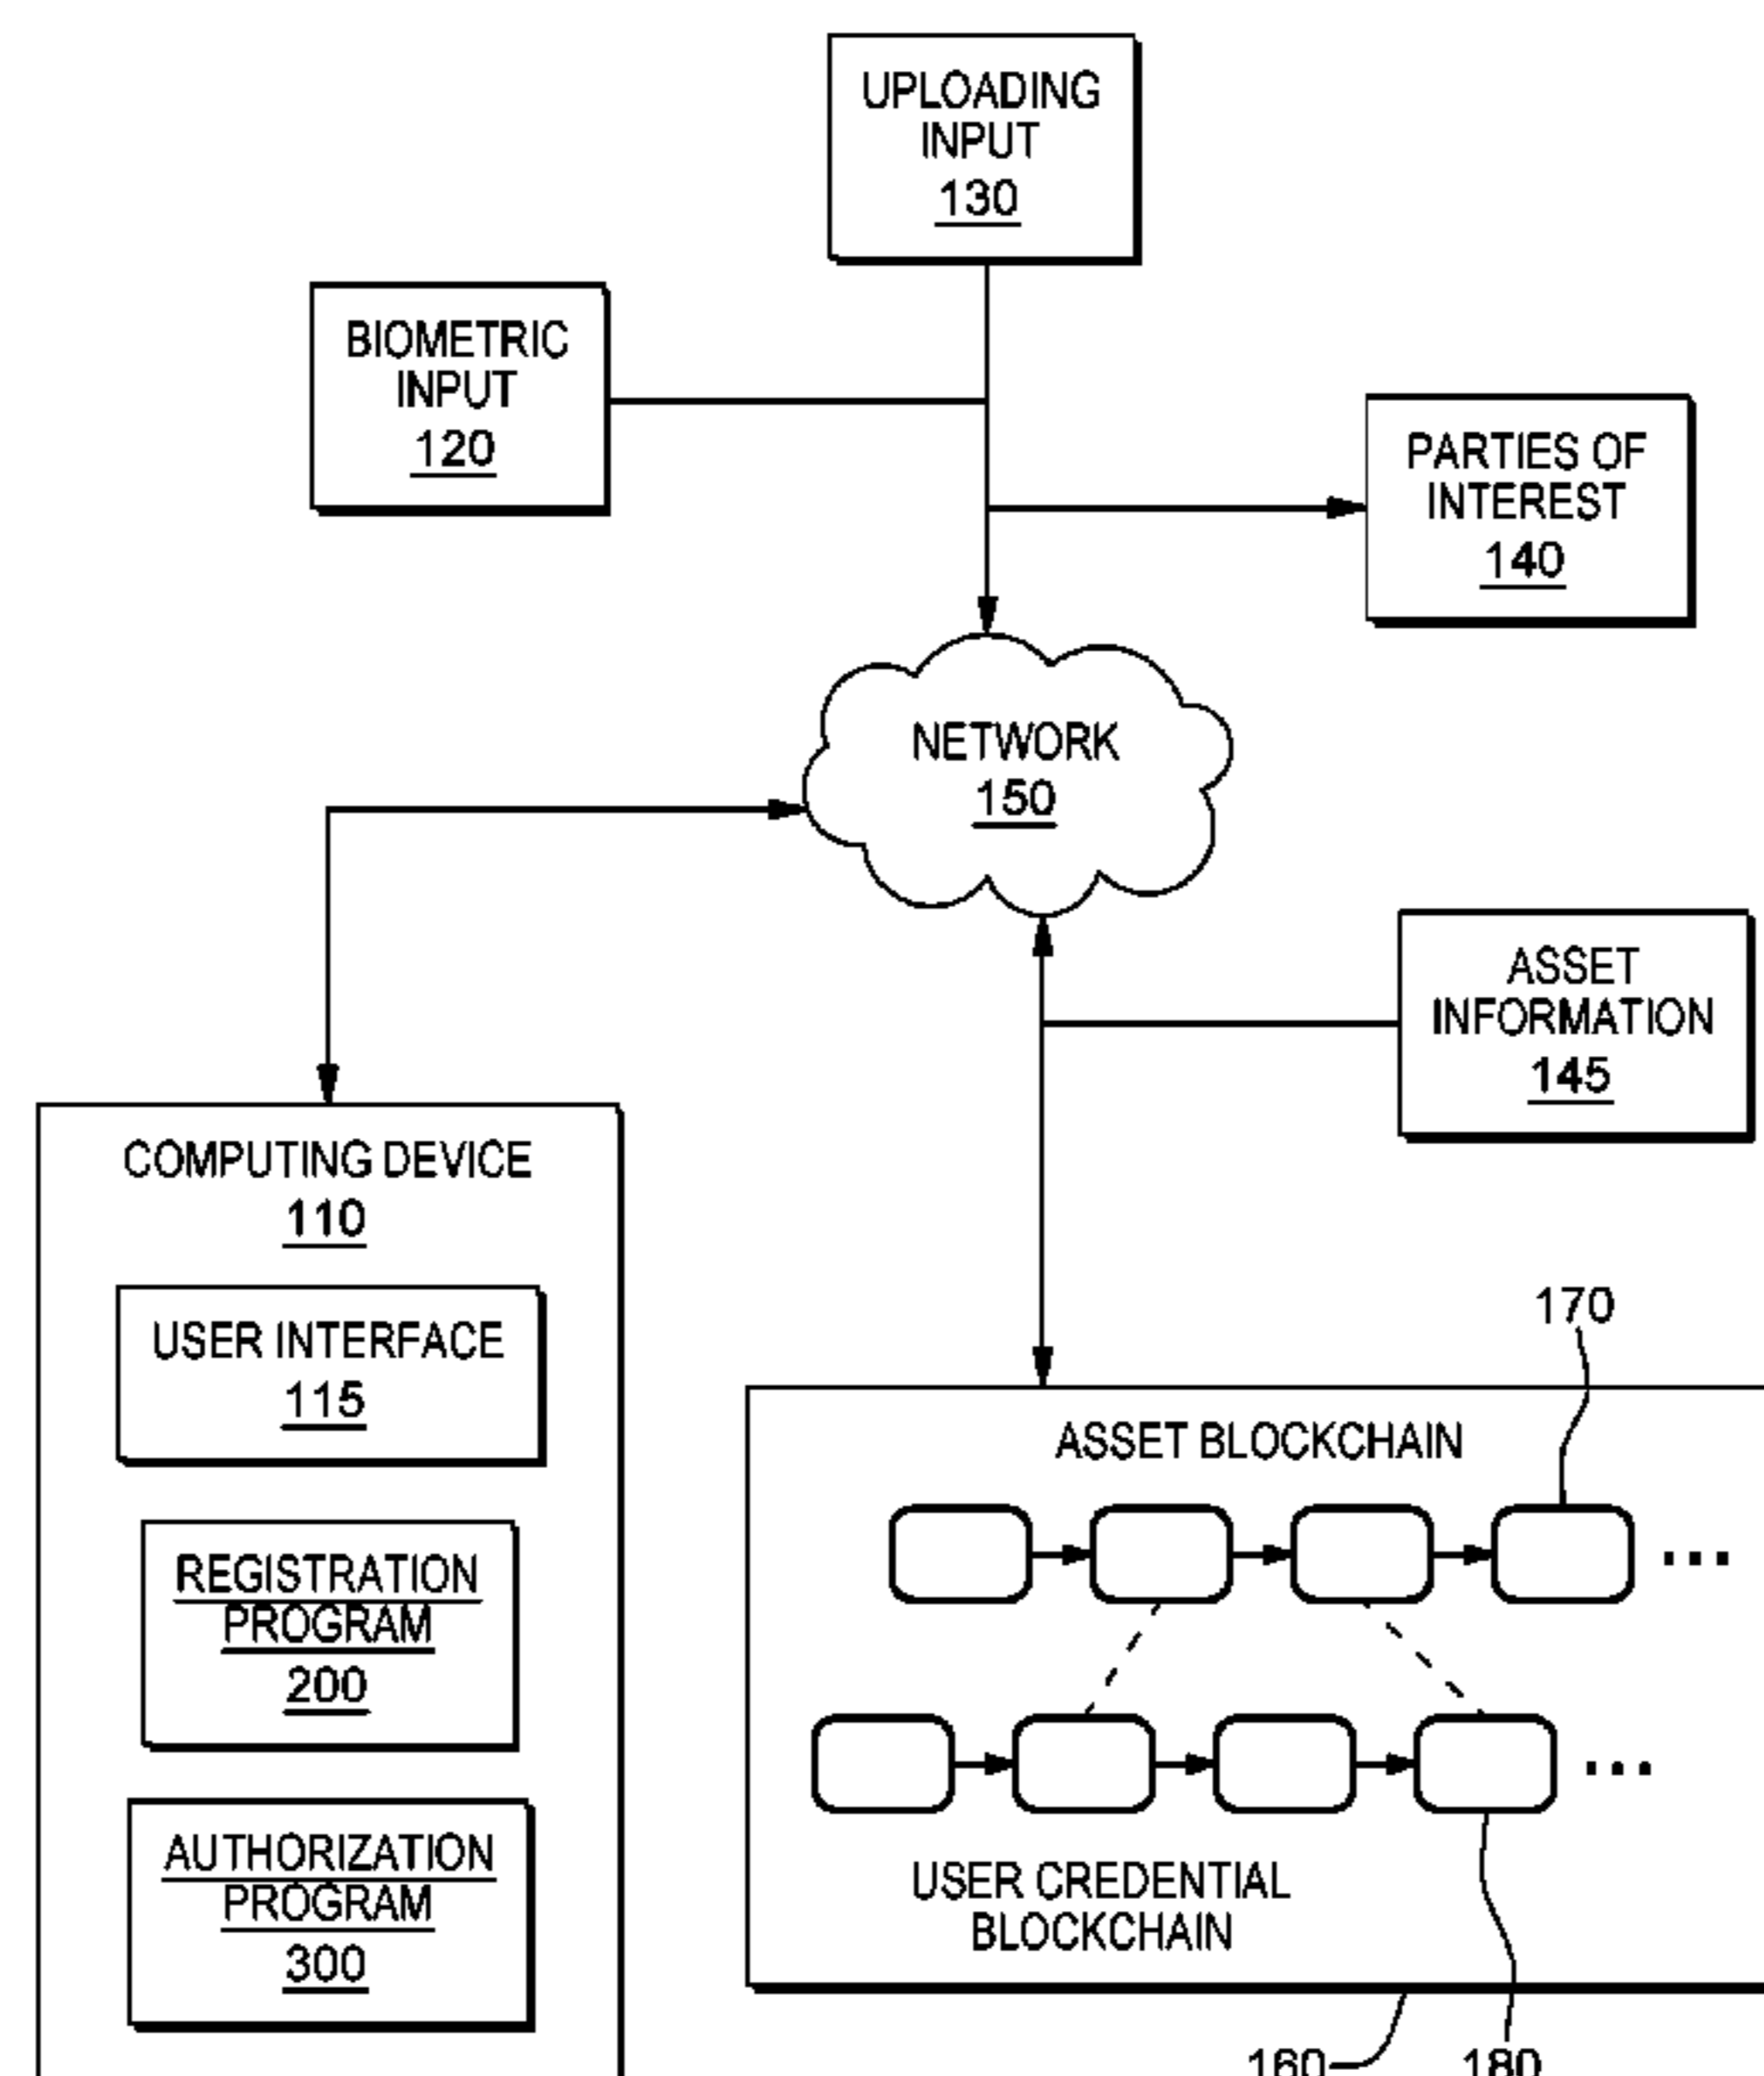 UPLOADING
INPUT
130
BIOMETRIC
INPUT
120
PARTIES OF
INTEREST
140
NETWORK
150
ASSET
INFORMATION
145
COMPUTING DEVICE
110
USER INTERFACE
115
REGISTRATION
PROGRAM
200
AUTHORIZATION
PROGRAM
300
170
ASSET BLOCKCHAIN
...
...
USER CREDENTIAL
BLOCKCHAIN
160
180